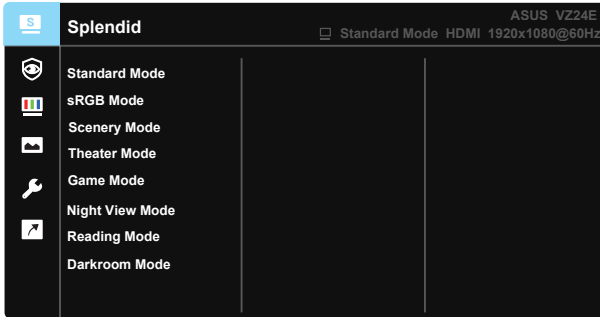 S
Splendid
ASUS VZ24E
Standard Mode HDMI 1920x1080@60Hz
Standard Mode
sRGB Mode
Scenery Mode
Theater Mode
Game Mode
Night View Mode
Reading Mode
Darkroom Mode